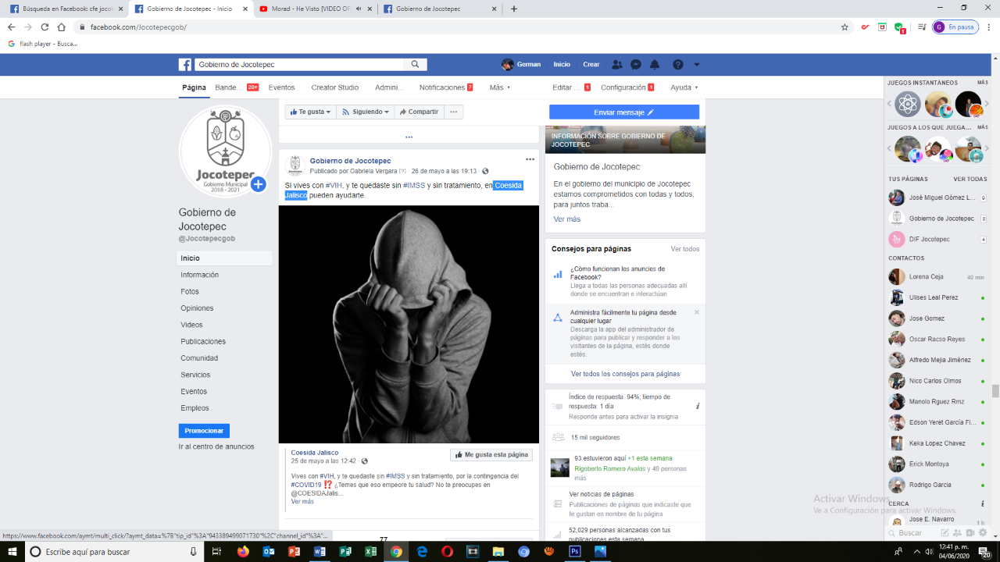 Búsqueda en Facebook: cfe jocot
Gobierno de Jocotepec - Inicio
Morad - He Visto [VIDEO OF
Gobierno de Jocotepec
facebook.com/Jocotepecgob/
En pausa
flash player - Busca...
Gobierno de Jocotepec
German
Inicio
Crear
Página
Bande...
20+
Eventos
Creator Studio
Admini...
Notificaciones
7
Más
Editar ...
1
Configuración
1
Ayuda
Jocotepec
Gobierno Municipal
2018 - 2021
Gobierno de
Jocotepec
@Jocotepecgob
Inicio
Información
Fotos
Opiniones
Videos
Publicaciones
Comunidad
Servicios
Eventos
Empleos
Promocionar
Ir al centro de anuncios
Te gusta
Siguiendo
Compartir
Gobierno de Jocotepec
Publicado por Gabriela Vergara [?] · 26 de mayo a las 19:13 ·
Si vives con #VIH, y te quedaste sin #IMSS y sin tratamiento, en Coesida
Jalisco pueden ayudarte.
Coesida Jalisco
25 de mayo a las 12:42 ·
Me gusta esta página
Vives con #VIH, y te quedaste sin #IMSS y sin tratamiento, por la contingencia del
#COVID19 ⁉️ ¿Temes que eso empeore tu salud? No te preocupes en
@COESIDAJalis...
Ver más
77
Enviar mensaje
INFORMACIÓN SOBRE GOBIERNO DE
JOCOTEPEC
Gobierno de Jocotepec
En el gobierno del municipio de Jocotepec
estamos comprometidos con todas y todos,
para juntos traba...
Ver más
Consejos para páginas
Ver todos
¿Cómo funcionan los anuncios de
Facebook?
Llega a todas las personas adecuadas allí
donde se encuentran e interactúan.
Administra fácilmente tu página desde
cualquier lugar
Descarga la app del administrador de
páginas para publicar y responder a los
visitantes de la página, estés donde
estés.
Ver todos los consejos para páginas
Índice de respuesta: 94%, tiempo de
respuesta: 1 día
Responde antes para activar la insignia
15 mil seguidores
93 estuvieron aquí +1 esta semana
Rigoberto Romero Avalos y 49 personas
más
Ver noticias de páginas
Publicaciones de páginas que indicaste que
te gustan en nombre de tu página
52,029 personas alcanzadas con tus
publicaciones esta semana
JUEGOS INSTANTÁNEOS
MÁS
JUEGOS A LOS QUE JUEGA...
MÁS
TUS PÁGINAS
VER TODAS
José Miguel Gómez L...
9
Gobierno de Jocotepec
0
DIF Jocotepec
4
CONTACTOS
Lorena Ceja
40 min
Ulises Leal Perez
Jose Gomez
Oscar Racso Reyes
Alfredo Mejia Jiménez
Nico Carlos Olmos
Manolo Rguez Rmz
Edson Yeret García Fi...
Keka Lopez Chavez
Erick Montoya
Rodrigo Garcia
CERCA
José E. Navarro
1 h
Buscar
Activar Windows
Ve a Configuración para activar Windows.
https://www.facebook.com/aymt/multi_click/?aymt_data=%7B"tip_id"%3A"943389499071730"%2C"channel_id"%3A"...
Escribe aquí para buscar
12:41 p. m.
04/06/2020
20